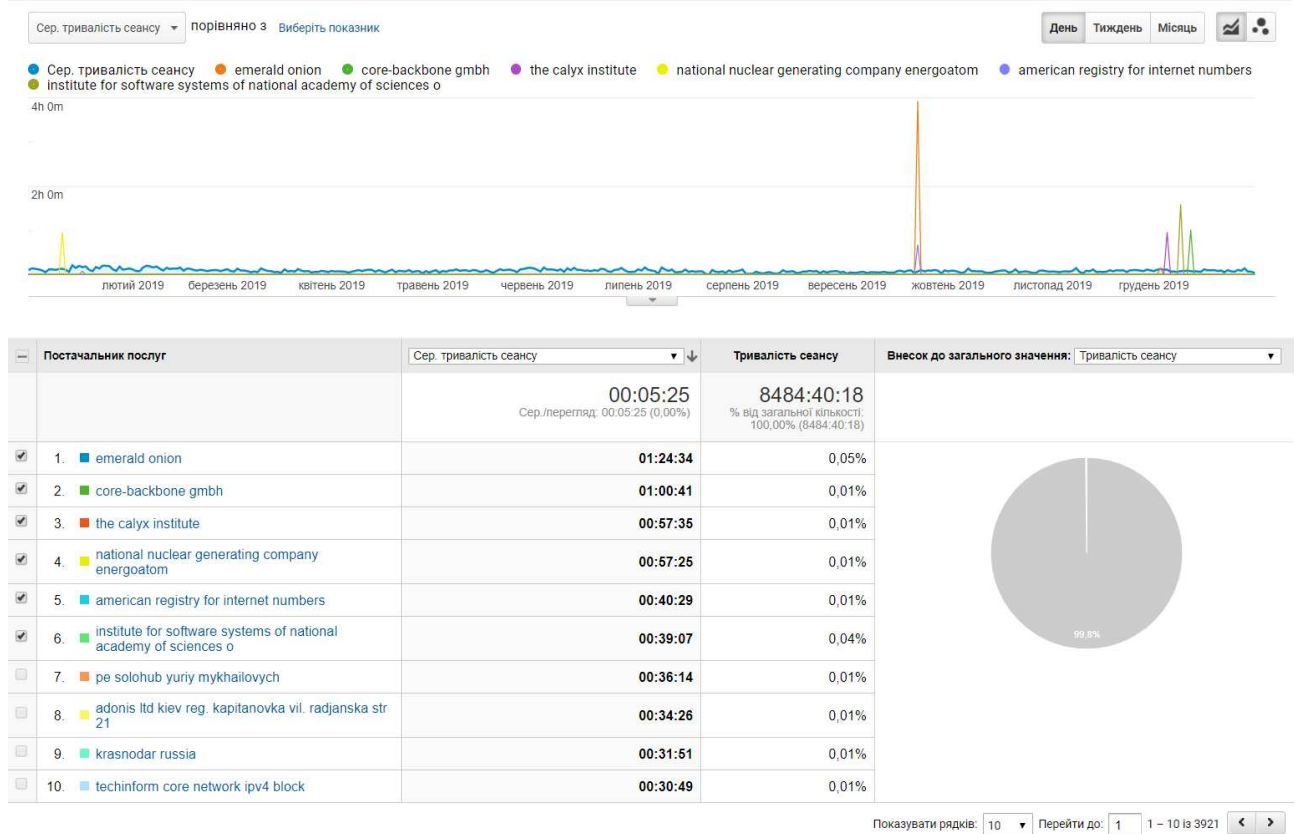 Сер. тривалість сеансу порівняно з Виберіть показник День Тиждень Місяць
Сер. тривалість сеансу emerald onion core-backbone gmbh the calyx institute national nuclear generating company energoatom american registry for internet numbers
institute for software systems of national academy of sciences o
4h 0m
2h 0m
лютий 2019 березень 2019 квітень 2019 травень 2019 червень 2019 липень 2019 серпень 2019 вересень 2019 жовтень 2019 листопад 2019 грудень 2019
Постачальник послуг Сер. тривалість сеансу Тривалість сеансу Внесок до загального значення: Тривалість сеансу
00:05:25 8484:40:18
Сер./перегляд: 00:05:25 (0,00%) % від загальної кількості:
100,00% (8484:40:18)
1. emerald onion 01:24:34 0,05%
2. core-backbone gmbh 01:00:41 0,01%
3. the calyx institute 00:57:35 0,01%
4. national nuclear generating company
energoatom 00:57:25 0,01%
5. american registry for internet numbers 00:40:29 0,01%
6. institute for software systems of national
academy of sciences o 00:39:07 0,04%
99,8%
7. pe solohub yuriy mykhailovych 00:36:14 0,01%
8. adonis ltd kiev reg. kapitanovka vil. radjanska str
21 00:34:26 0,01%
9. krasnodar russia 00:31:51 0,01%
10. techinform core network ipv4 block 00:30:49 0,01%
Показувати рядків: 10 Перейти до: 1 1 – 10 із 3921